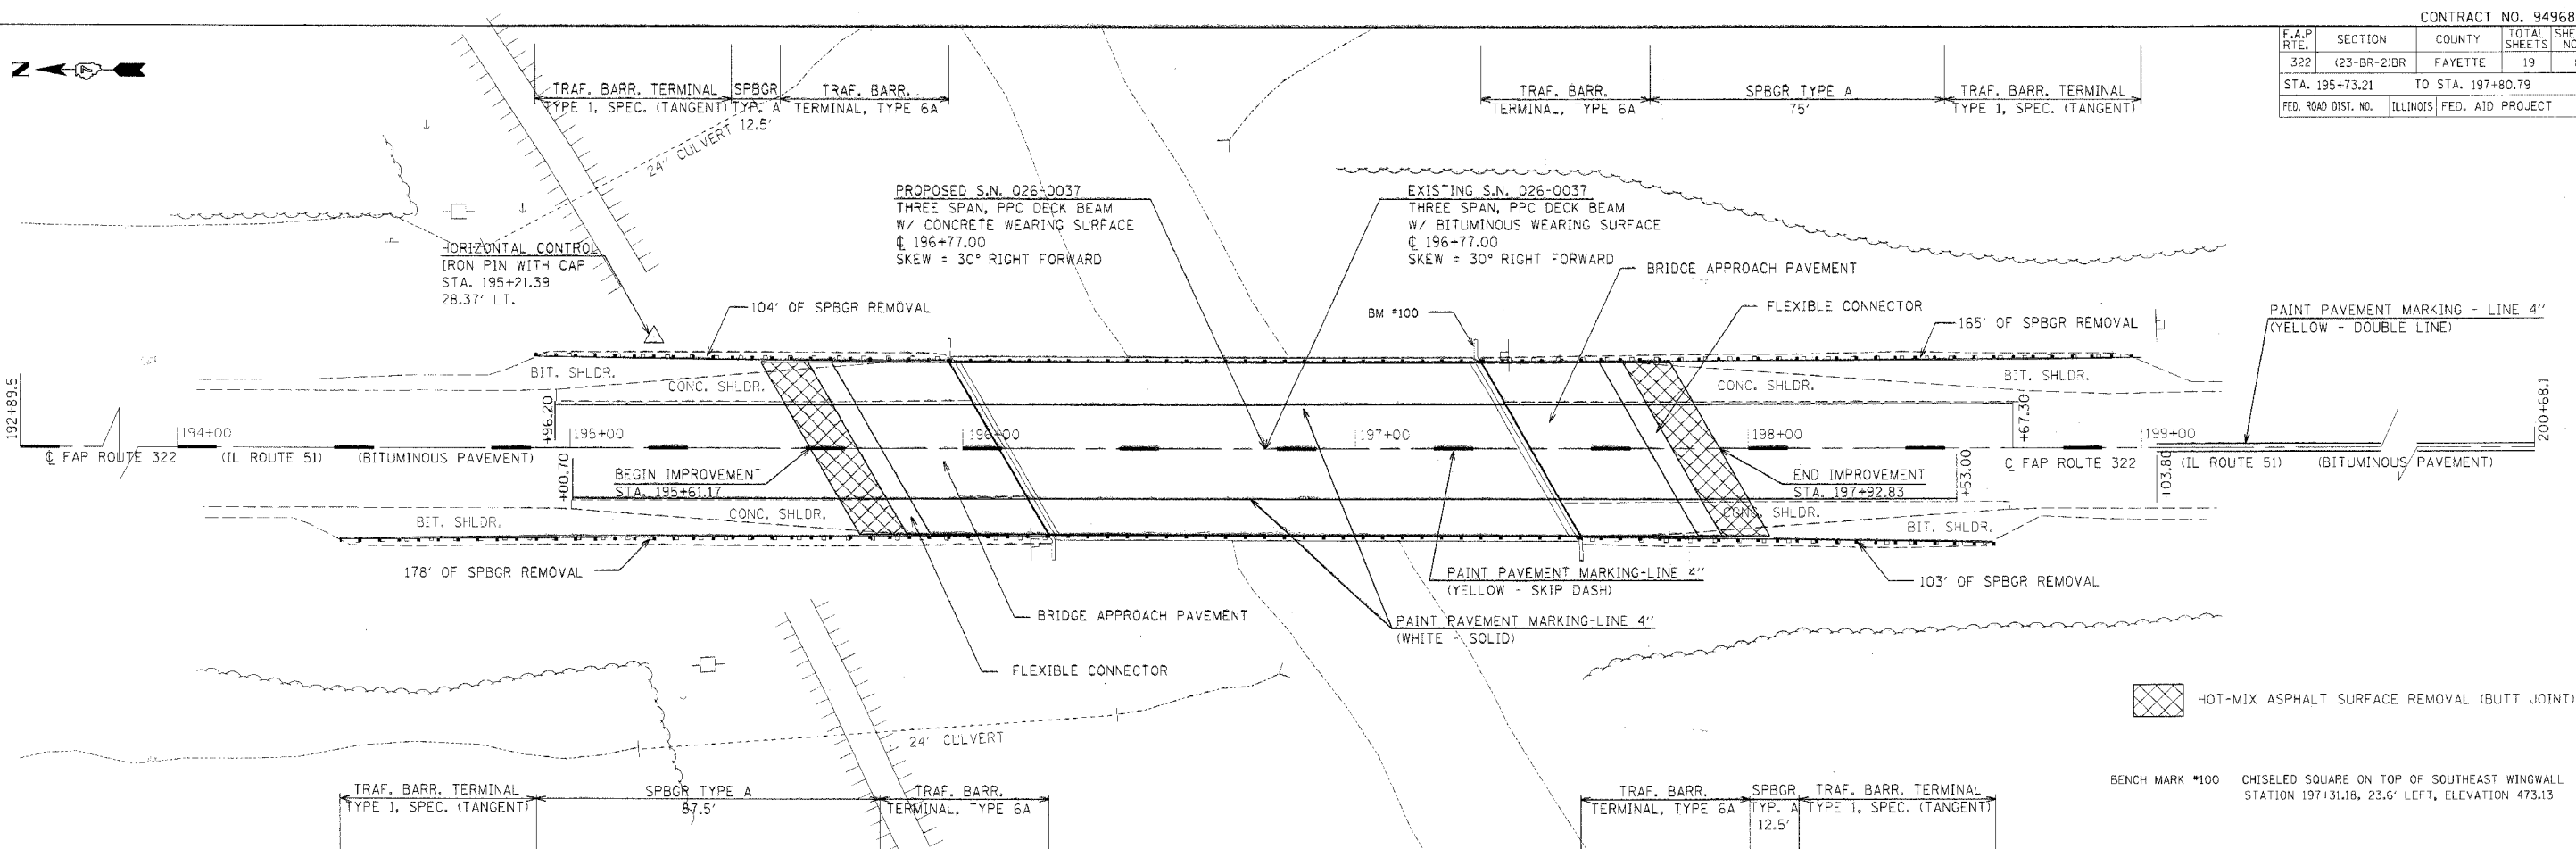 CONTRACT NO. 94968
F.A.P RTE. SECTION COUNTY TOTAL SHEETS
322 (23-BR-2)BR FAYETTE 19
STA. 195+73.21 TO STA. 197+80.79
FED. ROAD DIST. NO. ILLINOIS FED. AID PROJECT
N
TRAF. BARR. TERMINAL
TYPE 1, SPEC. (TANGENT)
SPBGR
TYP. A
12.5'
TRAF. BARR.
TERMINAL, TYPE 6A
TRAF. BARR.
TERMINAL, TYPE 6A
SPBGR TYPE A
75'
TRAF. BARR. TERMINAL
TYPE 1, SPEC. (TANGENT)
24" CULVERT
PROPOSED S.N. 026-0037
THREE SPAN, PPC DECK BEAM
W/ CONCRETE WEARING SURFACE
℄ 196+77.00
SKEW = 30° RIGHT FORWARD
EXISTING S.N. 026-0037
THREE SPAN, PPC DECK BEAM
W/ BITUMINOUS WEARING SURFACE
℄ 196+77.00
SKEW = 30° RIGHT FORWARD
HORIZONTAL CONTROL
IRON PIN WITH CAP
STA. 195+21.39
28.37' LT.
BRIDGE APPROACH PAVEMENT
FLEXIBLE CONNECTOR
104' OF SPBGR REMOVAL
BM #100
165' OF SPBGR REMOVAL
PAINT PAVEMENT MARKING - LINE 4"
(YELLOW - DOUBLE LINE)
BIT. SHLDR.
CONC. SHLDR.
CONC. SHLDR.
BIT. SHLDR.
192+89.5
+96.20
+67.30
200+68.1
194+00
195+00
196+00
197+00
198+00
199+00
℄ FAP ROUTE 322 (IL ROUTE 51) (BITUMINOUS PAVEMENT)
℄ FAP ROUTE 322 (IL ROUTE 51) (BITUMINOUS PAVEMENT)
+00.70
BEGIN IMPROVEMENT
STA. 195+61.17
END IMPROVEMENT
STA. 197+92.83
+53.00
+03.80
BIT. SHLDR.
CONC. SHLDR.
CONC. SHLDR.
BIT. SHLDR.
178' OF SPBGR REMOVAL
PAINT PAVEMENT MARKING-LINE 4"
(YELLOW - SKIP DASH)
103' OF SPBGR REMOVAL
BRIDGE APPROACH PAVEMENT
PAINT PAVEMENT MARKING-LINE 4"
(WHITE - SOLID)
FLEXIBLE CONNECTOR
HOT-MIX ASPHALT SURFACE REMOVAL (BUTT JOINT)
24" CULVERT
BENCH MARK #100 CHISELED SQUARE ON TOP OF SOUTHEAST WINGWALL
STATION 197+31.18, 23.6' LEFT, ELEVATION 473.13
TRAF. BARR. TERMINAL
TYPE 1, SPEC. (TANGENT)
SPBGR TYPE A
87.5'
TRAF. BARR.
TERMINAL, TYPE 6A
TRAF. BARR.
TERMINAL, TYPE 6A
SPBGR
TYP. A
12.5'
TRAF. BARR. TERMINAL
TYPE 1, SPEC. (TANGENT)